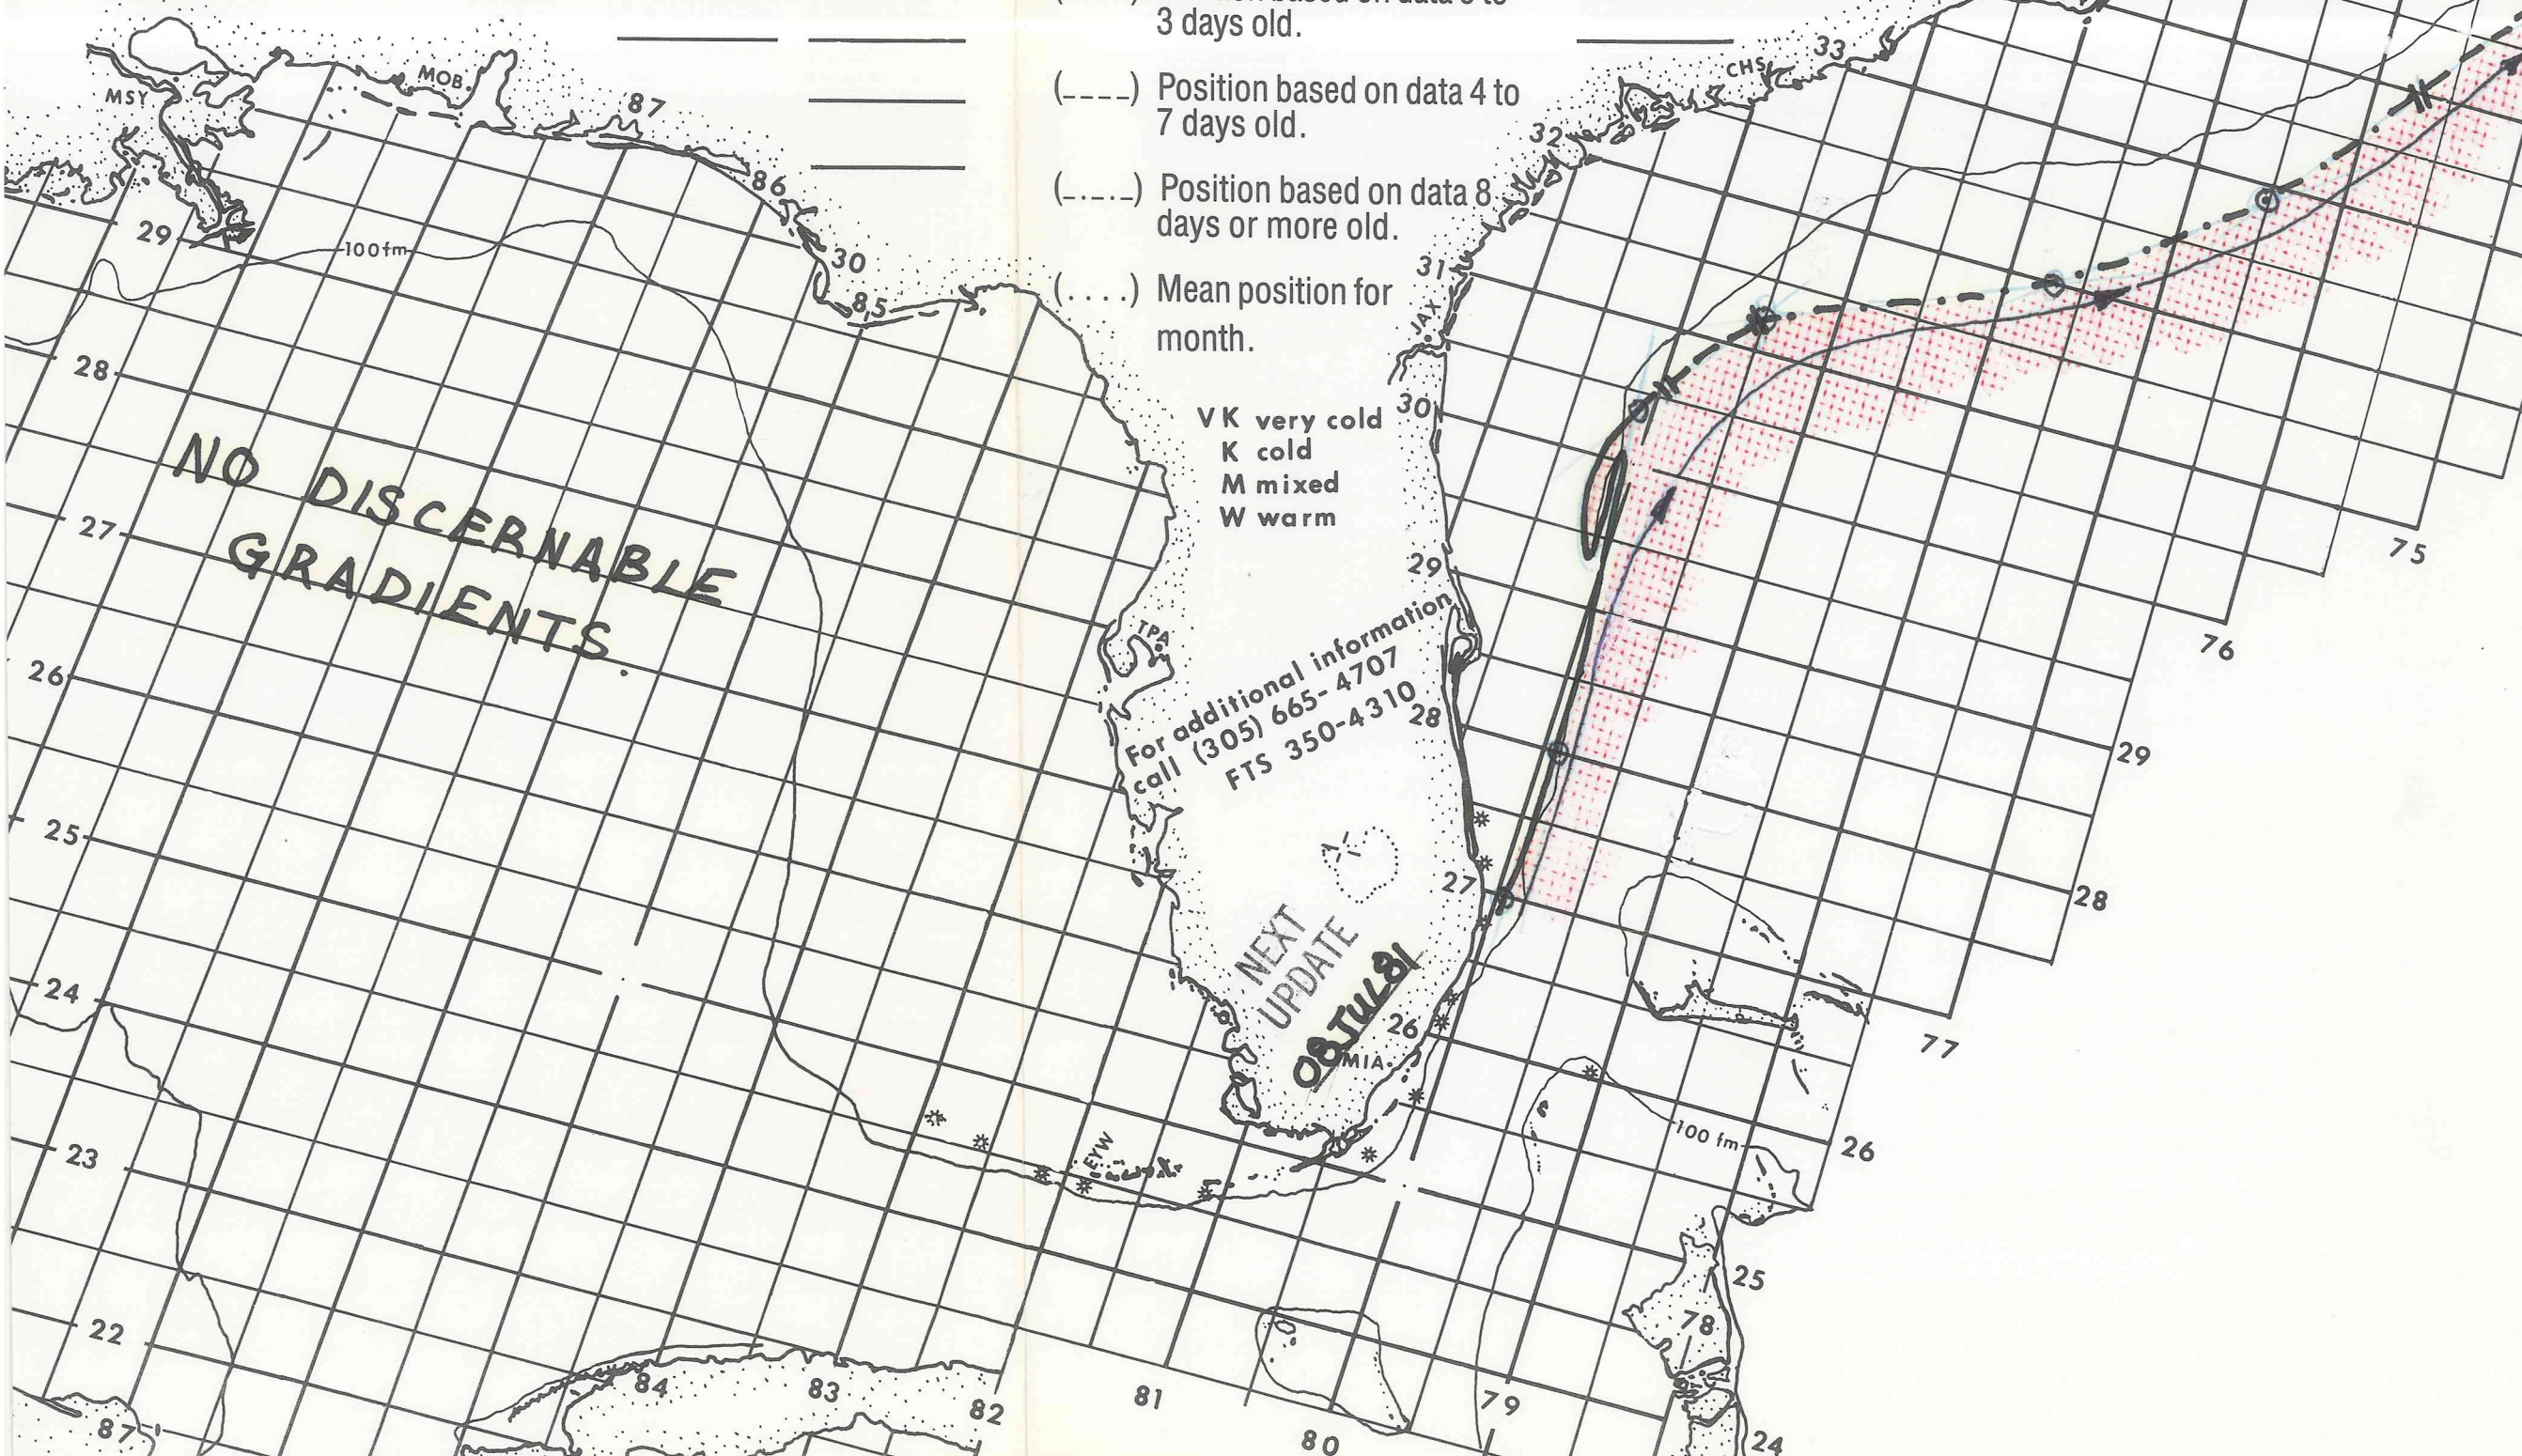 3 days old.
(----) Position based on data 4 to
7 days old.
(_._._) Position based on data 8
days or more old.
(....) Mean position for
month.
VK very cold
K cold
M mixed
W warm
For additional information
call (305) 665-4707
FTS 350-4310
NEXT
UPDATE
08JUL81
NO DISCERNABLE
GRADIENTS.
MSY
MOB.
87
86
30
85
29
100fm
28
27
26
25
24
23
22
87
84
83
82
81
80
79
78
CHS
33
32
31
JAX
30
29
28
27
26
MIA.
TPA
EYW
75
76
29
28
77
100 fm
26
25
24